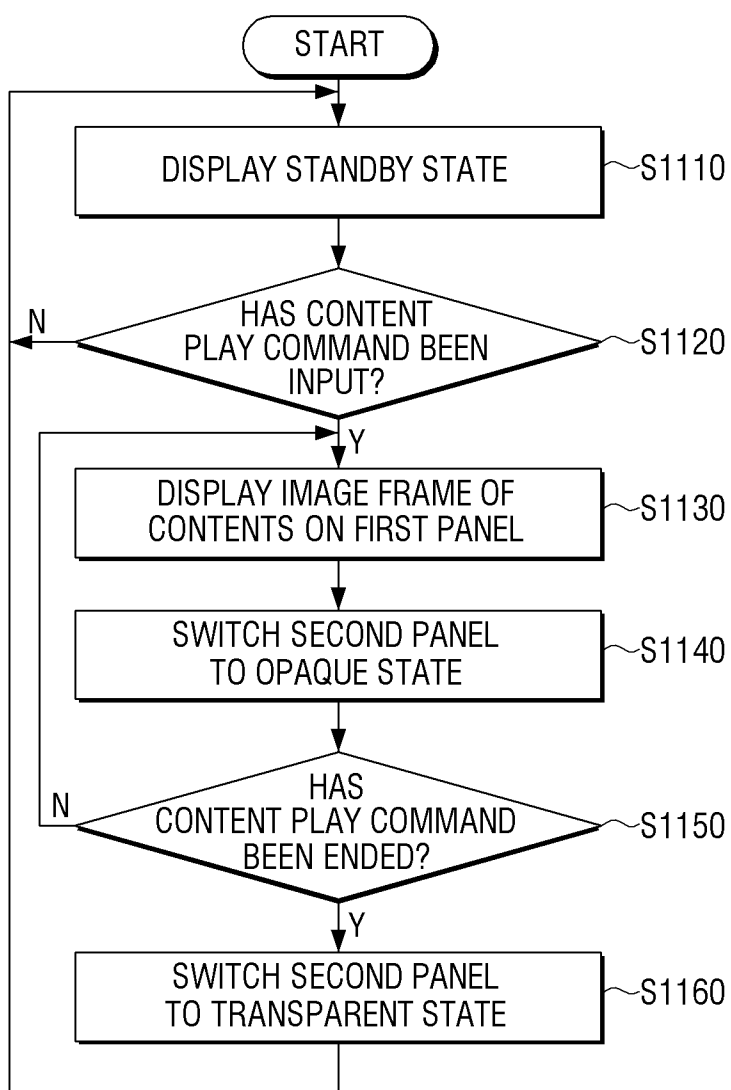 START
DISPLAY STANDBY STATE
S1110
HAS CONTENT
PLAY COMMAND BEEN
INPUT?
S1120
N
Y
DISPLAY IMAGE FRAME OF
CONTENTS ON FIRST PANEL
S1130
SWITCH SECOND PANEL
TO OPAQUE STATE
S1140
HAS
CONTENT PLAY COMMAND
BEEN ENDED?
S1150
N
Y
SWITCH SECOND PANEL
TO TRANSPARENT STATE
S1160